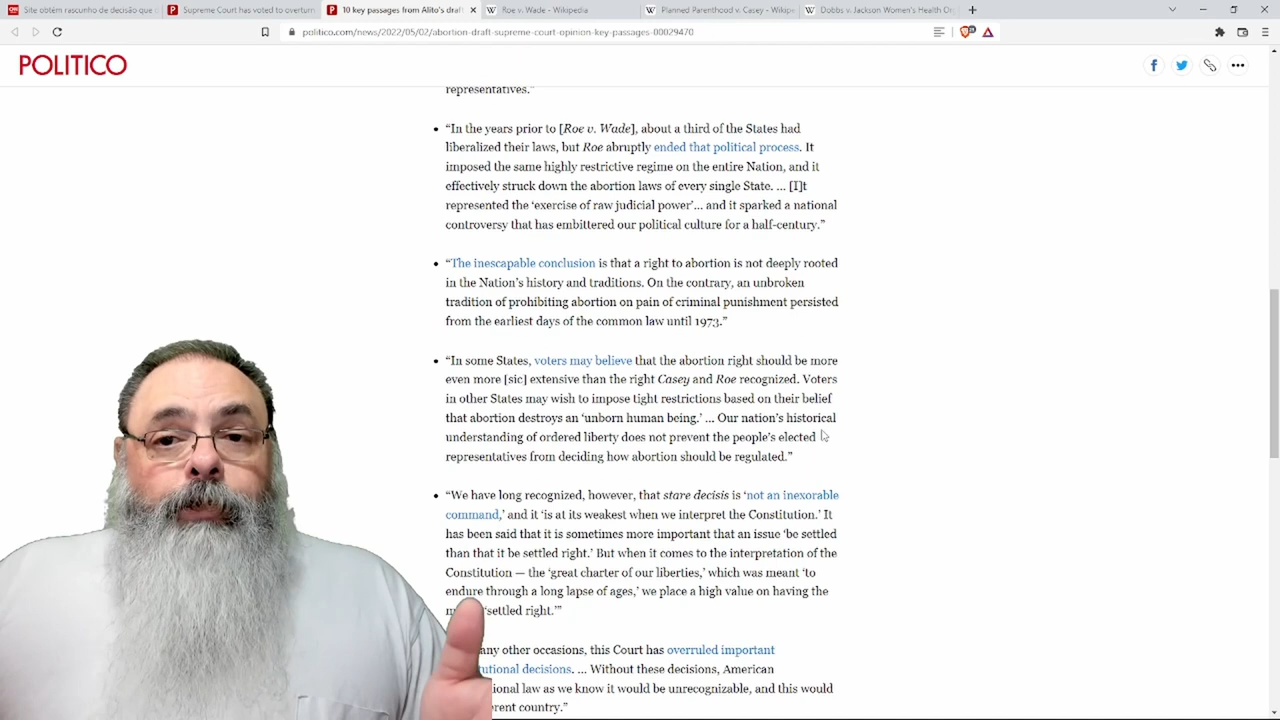 Site obtém rascunho de decisão que d
Supreme Court has voted to overturn
10 key passages from Alito's draft
Roe v. Wade - Wikipedia
Planned Parenthood v. Casey - Wikip
Dobbs v. Jackson Women's Health Or
politico.com/news/2022/05/02/abortion-draft-supreme-court-opinion-key-passages-00029470
POLITICO
representatives.”
• “In the years prior to [Roe v. Wade], about a third of the States had
liberalized their laws, but Roe abruptly ended that political process. It
imposed the same highly restrictive regime on the entire Nation, and it
effectively struck down the abortion laws of every single State. … [I]t
represented the ‘exercise of raw judicial power’… and it sparked a national
controversy that has embittered our political culture for a half-century.”
• “The inescapable conclusion is that a right to abortion is not deeply rooted
in the Nation’s history and traditions. On the contrary, an unbroken
tradition of prohibiting abortion on pain of criminal punishment persisted
from the earliest days of the common law until 1973.”
• “In some States, voters may believe that the abortion right should be more
even more [sic] extensive than the right Casey and Roe recognized. Voters
in other States may wish to impose tight restrictions based on their belief
that abortion destroys an ‘unborn human being.’ … Our nation’s historical
understanding of ordered liberty does not prevent the people’s elected
representatives from deciding how abortion should be regulated.”
• “We have long recognized, however, that stare decisis is ‘not an inexorable
command,’ and it ‘is at its weakest when we interpret the Constitution.’ It
has been said that it is sometimes more important that an issue ‘be settled
than that it be settled right.’ But when it comes to the interpretation of the
Constitution — the ‘great charter of our liberties,’ which was meant ‘to
endure through a long lapse of ages,’ we place a high value on having the
‘settled right.’”
any other occasions, this Court has overruled important
tutional decisions. … Without these decisions, American
ional law as we know it would be unrecognizable, and this would
erent country.”